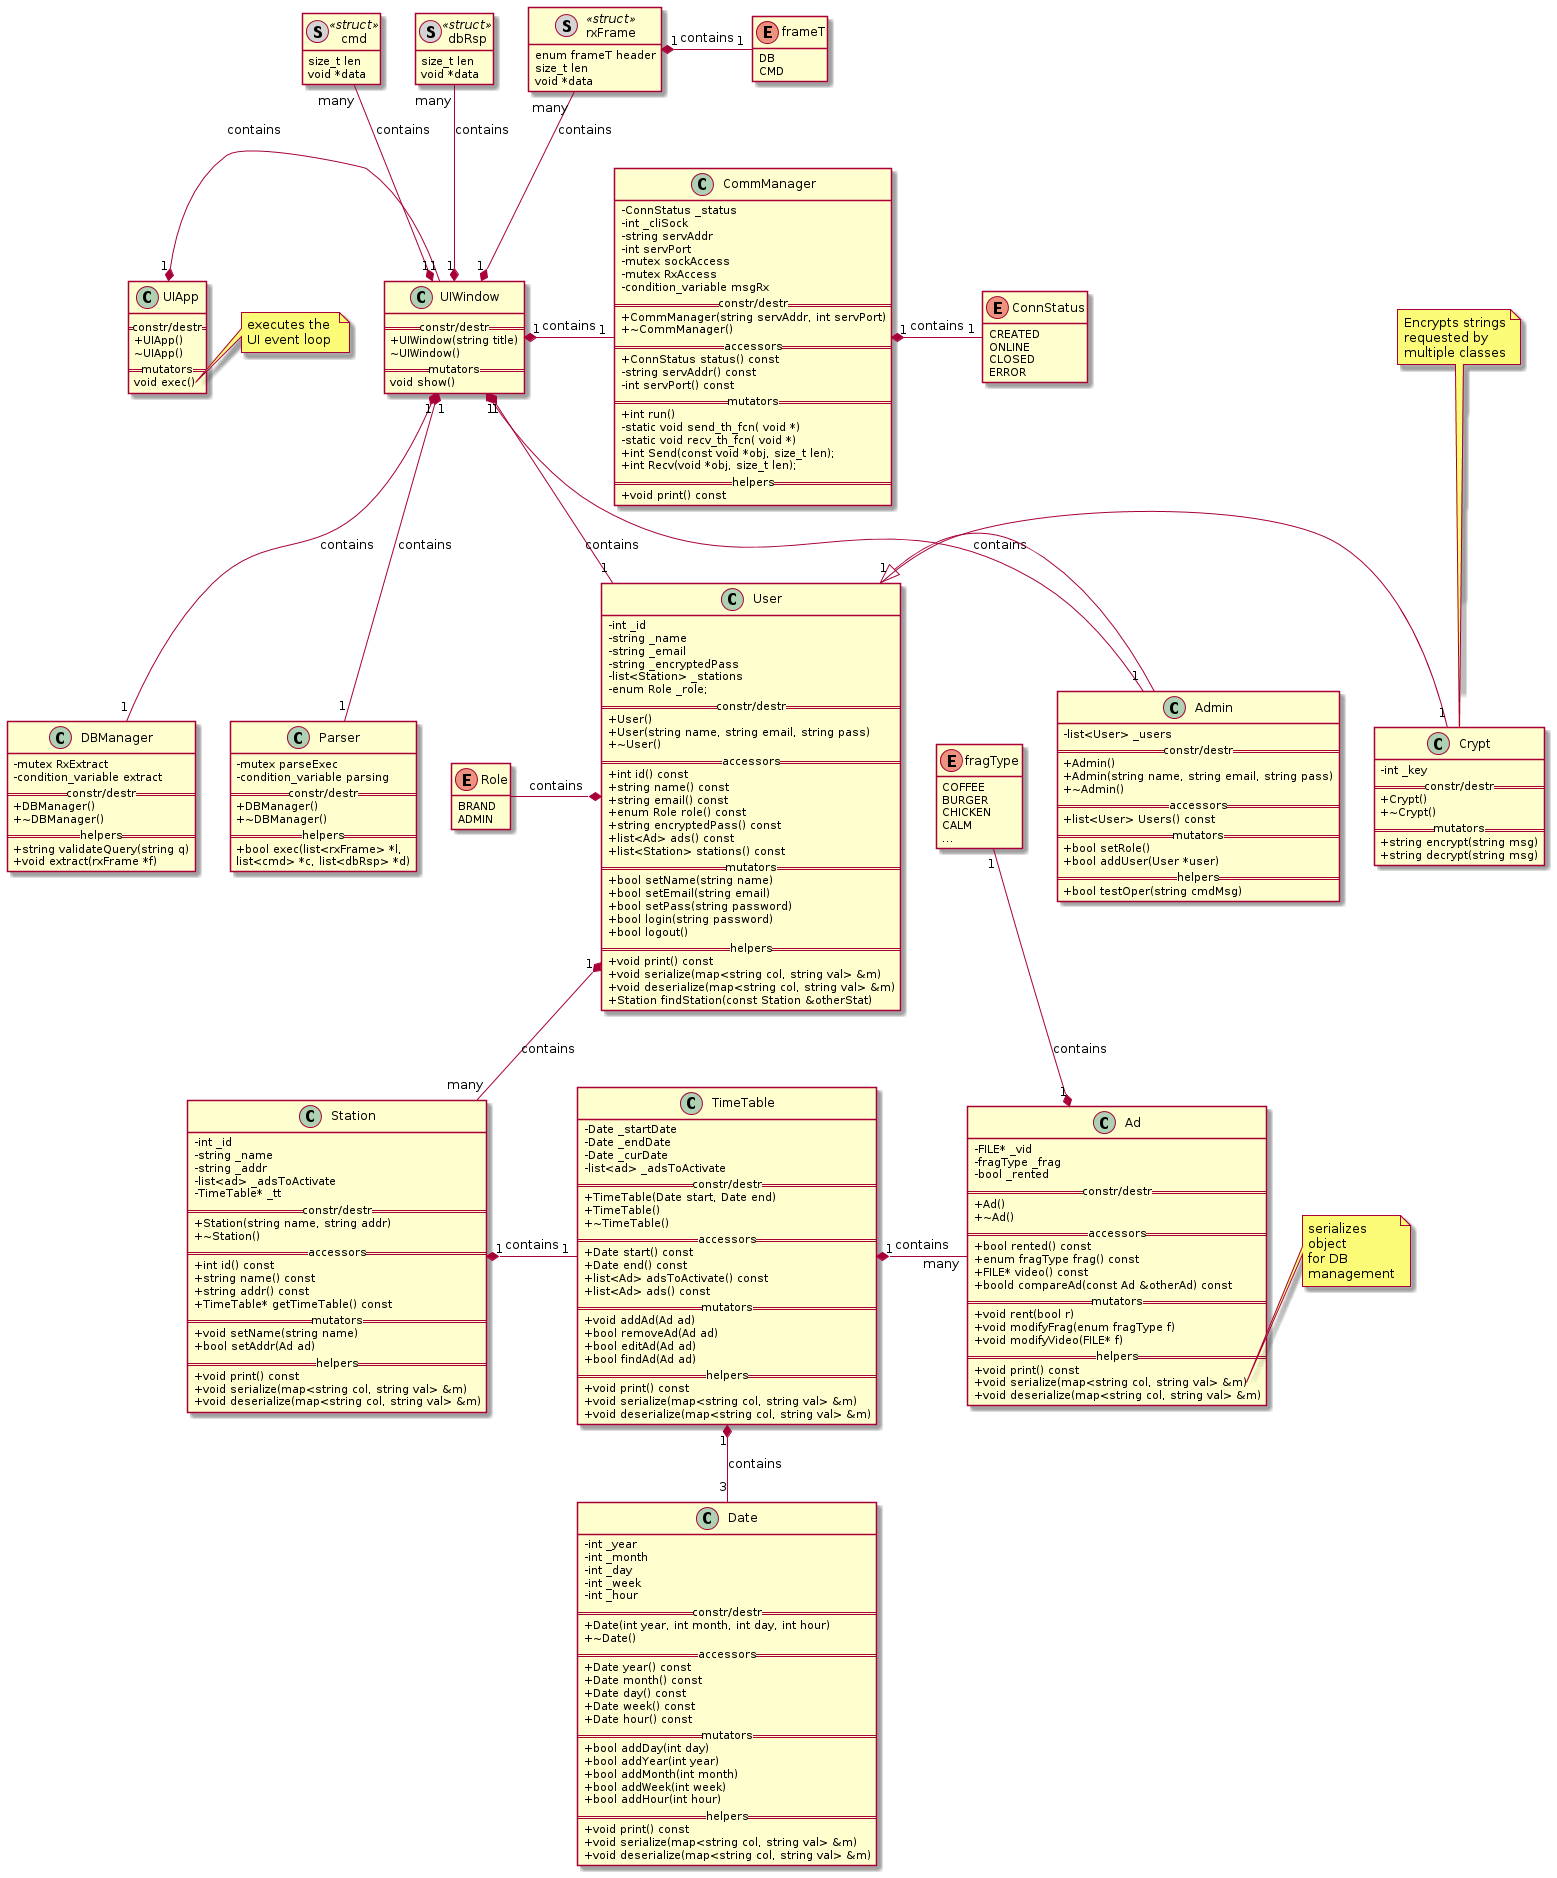 «struct»
cmd
size_t len
void *data
«struct»
dbRsp
size_t len
void *data
«struct»
rxFrame
enum frameT header
size_t len
void *data
1 contains 1
frameT
DB
CMD
many
many
many
contains
contains
contains
contains
1
1
1
1
1
UIApp
constr/destr
+UIApp()
~UIApp()
mutators
void exec()
executes the
UI event loop
UIWindow
constr/destr
+UIWindow(string title)
~UIWindow()
mutators
void show()
1 contains 1
CommManager
-ConnStatus _status
-int _cliSock
-string servAddr
-int servPort
-mutex sockAccess
-mutex RxAccess
-condition_variable msgRx
constr/destr
+CommManager(string servAddr, int servPort)
+~CommManager()
accessors
+ConnStatus status() const
-string servAddr() const
-int servPort() const
mutators
+int run()
-static void send_th_fcn( void *)
-static void recv_th_fcn( void *)
+int Send(const void *obj, size_t len);
+int Recv(void *obj, size_t len);
helpers
+void print() const
1 contains 1
ConnStatus
CREATED
ONLINE
CLOSED
ERROR
Encrypts strings
requested by
multiple classes
1
1
1
1
contains
contains
contains
contains
1
1
1
1
1
1
DBManager
-mutex RxExtract
-condition_variable extract
constr/destr
+DBManager()
+~DBManager()
helpers
+string validateQuery(string q)
+void extract(rxFrame *f)
Parser
-mutex parseExec
-condition_variable parsing
constr/destr
+DBManager()
+~DBManager()
helpers
+bool exec(list<rxFrame> *l,
list<cmd> *c, list<dbRsp> *d)
Role
BRAND
ADMIN
contains
User
-int _id
-string _name
-string _email
-string _encryptedPass
-list<Station> _stations
-enum Role _role;
constr/destr
+User()
+User(string name, string email, string pass)
+~User()
accessors
+int id() const
+string name() const
+string email() const
+enum Role role() const
+string encryptedPass() const
+list<Ad> ads() const
+list<Station> stations() const
mutators
+bool setName(string name)
+bool setEmail(string email)
+bool setPass(string password)
+bool login(string password)
+bool logout()
helpers
+void print() const
+void serialize(map<string col, string val> &m)
+void deserialize(map<string col, string val> &m)
+Station findStation(const Station &otherStat)
fragType
COFFEE
BURGER
CHICKEN
CALM
...
Admin
-list<User> _users
constr/destr
+Admin()
+Admin(string name, string email, string pass)
+~Admin()
accessors
+list<User> Users() const
mutators
+bool setRole()
+bool addUser(User *user)
helpers
+bool testOper(string cmdMsg)
Crypt
-int _key
constr/destr
+Crypt()
+~Crypt()
mutators
+string encrypt(string msg)
+string decrypt(string msg)
1
contains
many
1
contains
1
Station
-int _id
-string _name
-string _addr
-list<ad> _adsToActivate
-TimeTable* _tt
constr/destr
+Station(string name, string addr)
+~Station()
accessors
+int id() const
+string name() const
+string addr() const
+TimeTable* getTimeTable() const
mutators
+void setName(string name)
+bool setAddr(Ad ad)
helpers
+void print() const
+void serialize(map<string col, string val> &m)
+void deserialize(map<string col, string val> &m)
1 contains 1
TimeTable
-Date _startDate
-Date _endDate
-Date _curDate
-list<ad> _adsToActivate
constr/destr
+TimeTable(Date start, Date end)
+TimeTable()
+~TimeTable()
accessors
+Date start() const
+Date end() const
+list<Ad> adsToActivate() const
+list<Ad> ads() const
mutators
+void addAd(Ad ad)
+bool removeAd(Ad ad)
+bool editAd(Ad ad)
+bool findAd(Ad ad)
helpers
+void print() const
+void serialize(map<string col, string val> &m)
+void deserialize(map<string col, string val> &m)
1 contains
many
Ad
-FILE* _vid
-fragType _frag
-bool _rented
constr/destr
+Ad()
+~Ad()
accessors
+bool rented() const
+enum fragType frag() const
+FILE* video() const
+boold compareAd(const Ad &otherAd) const
mutators
+void rent(bool r)
+void modifyFrag(enum fragType f)
+void modifyVideo(FILE* f)
helpers
+void print() const
+void serialize(map<string col, string val> &m)
+void deserialize(map<string col, string val> &m)
serializes
object
for DB
management
1
contains
3
Date
-int _year
-int _month
-int _day
-int _week
-int _hour
constr/destr
+Date(int year, int month, int day, int hour)
+~Date()
accessors
+Date year() const
+Date month() const
+Date day() const
+Date week() const
+Date hour() const
mutators
+bool addDay(int day)
+bool addYear(int year)
+bool addMonth(int month)
+bool addWeek(int week)
+bool addHour(int hour)
helpers
+void print() const
+void serialize(map<string col, string val> &m)
+void deserialize(map<string col, string val> &m)